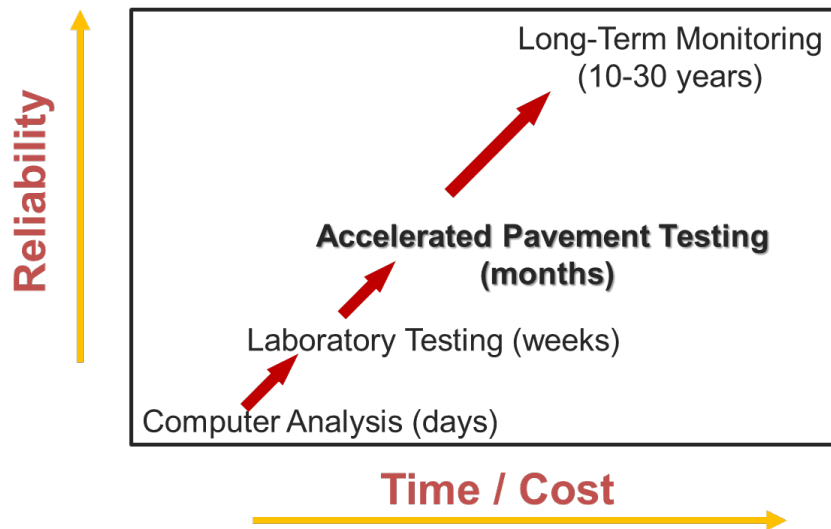 Reliability
Long-Term Monitoring
(10-30 years)
Accelerated Pavement Testing
(months)
Laboratory Testing (weeks)
Computer Analysis (days)
Time / Cost